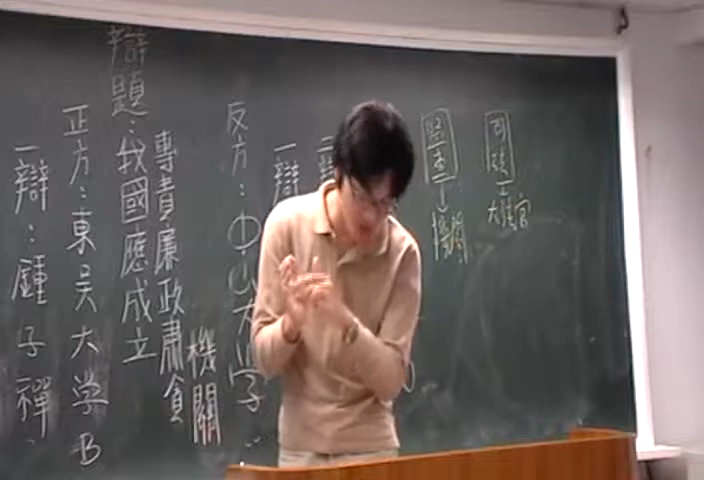 辯題：我國應成立
專責廉政肅貪
機關
正方：東吳大学B
一辯：鍾子禪
反方：中山大学
一辯
二
監
機關
司
大法官